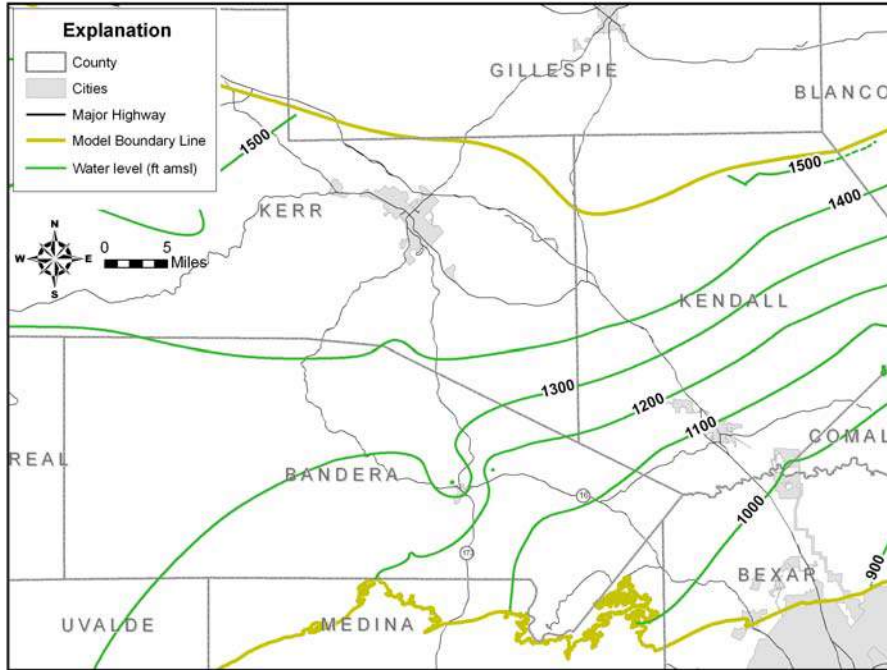 Explanation
County
Cities
Major Highway
Model Boundary Line
Water level (ft amsl)
GILLESPIE
BLANCO
1500
1500
1400
KERR
N
W E
S
0 5
Miles
KENDALL
1300
1200
1100
COMAL
REAL
BANDERA
16
1000
17
BEXAR
900
UVALDE
MEDINA